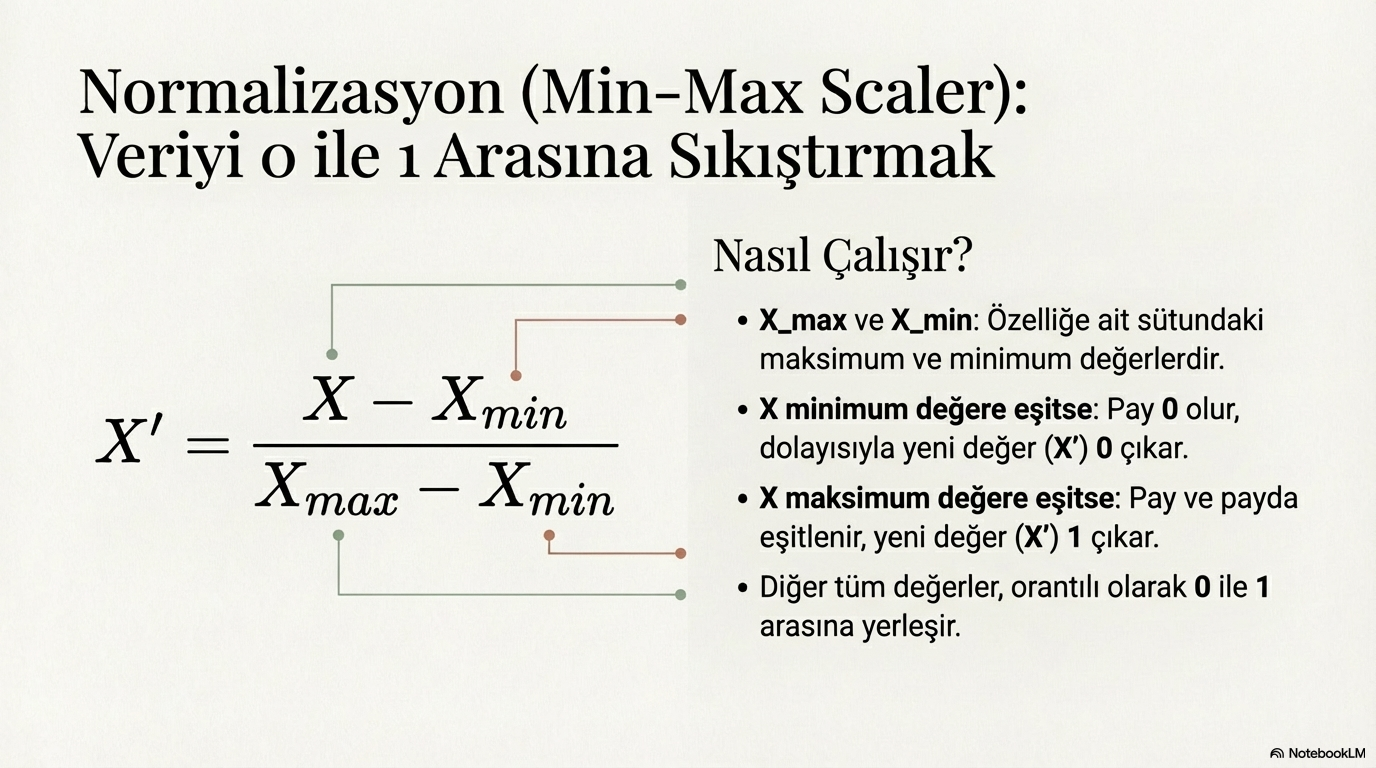 Normalizasyon (Min-Max Scaler):
Veriyi 0 ile 1 Arasına Sıkıştırmak
X′ = (X − X_min) / (X_max − X_min)
Nasıl Çalışır?
• X_max ve X_min: Özelliğe ait sütundaki
maksimum ve minimum değerlerdir.
• X minimum değere eşitse: Pay 0 olur,
dolayısıyla yeni değer (X’) 0 çıkar.
• X maksimum değere eşitse: Pay ve payda
eşitlenir, yeni değer (X’) 1 çıkar.
• Diğer tüm değerler, orantılı olarak 0 ile 1
arasına yerleşir.
NotebookLM